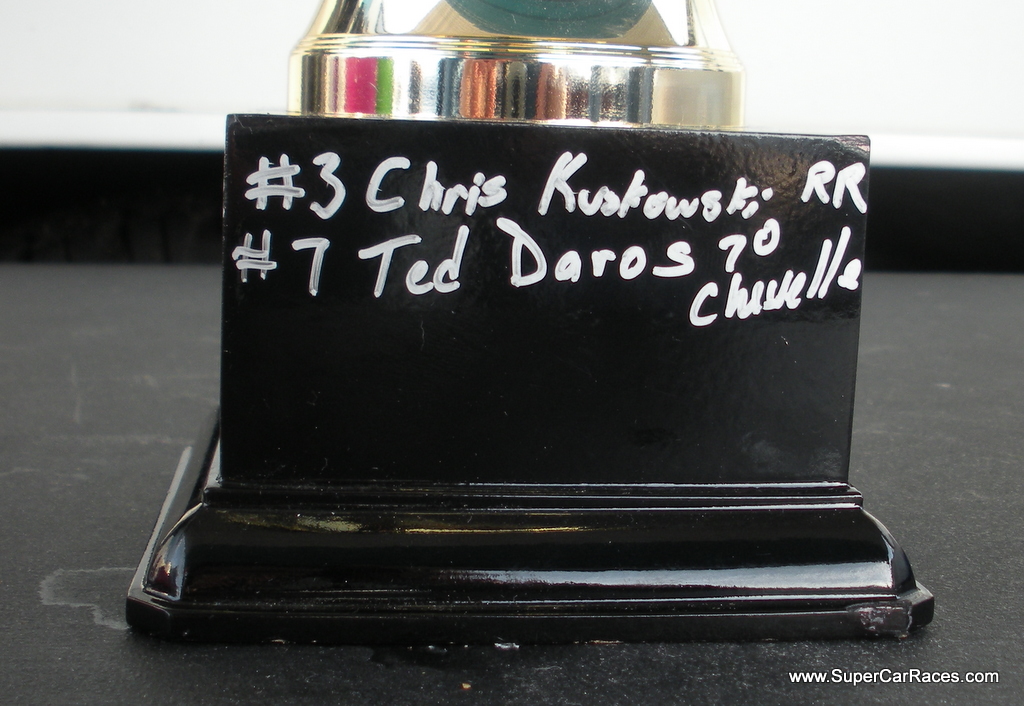 #3 Chris Kuskowski RR
#7 Ted Daros 70
Chevelle
www.SuperCarRaces.com